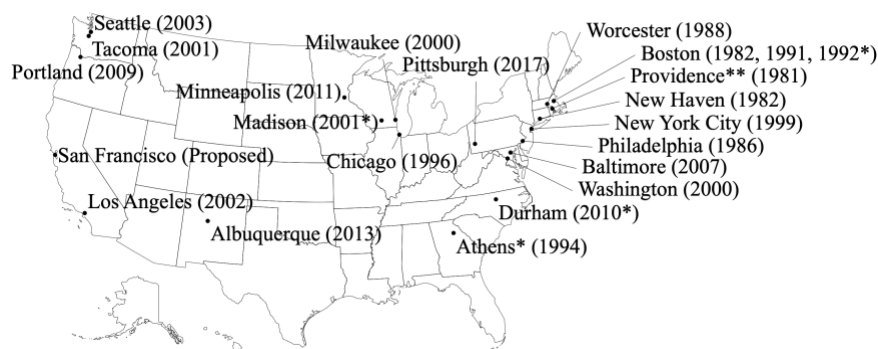 Seattle (2003)
Tacoma (2001)
Portland (2009)
Milwaukee (2000)
Pittsburgh (2017)
Minneapolis (2011)
Madison (2001*)
Chicago (1996)
San Francisco (Proposed)
Los Angeles (2002)
Albuquerque (2013)
Worcester (1988)
Boston (1982, 1991, 1992*)
Providence** (1981)
New Haven (1982)
New York City (1999)
Philadelphia (1986)
Baltimore (2007)
Washington (2000)
Durham (2010*)
Athens* (1994)